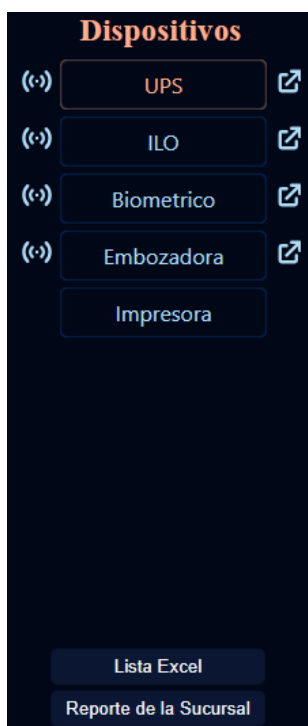 Dispositivos
UPS
ILO
Biometrico
Embozadora
Impresora
Lista Excel
Reporte de la Sucursal